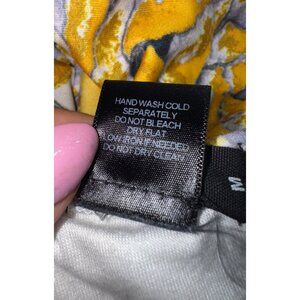 HAND WASH COLD
SEPARATELY
DO NOT BLEACH
DRY FLAT
LOW IRON IF NEEDED
DO NOT DRY CLEAN
M